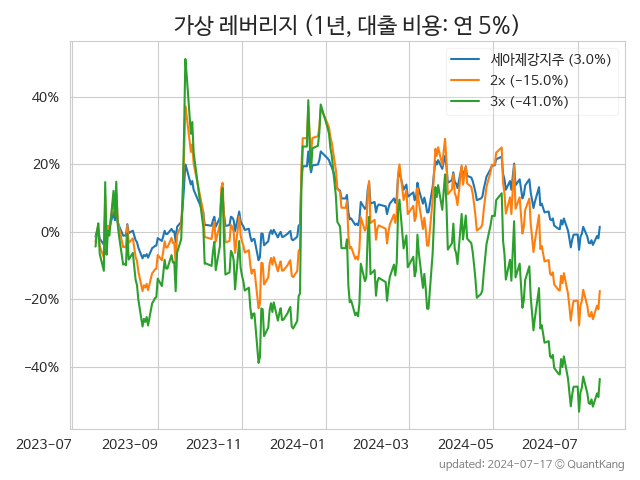 가상 레버리지 (1년, 대출 비용: 연 5%)
세아제강지주 (3.0%)
2x (−15.0%)
3x (−41.0%)
40%
20%
0%
−20%
−40%
2023-07 2023-09 2023-11 2024-01 2024-03 2024-05 2024-07
updated: 2024-07-17 © QuantKang